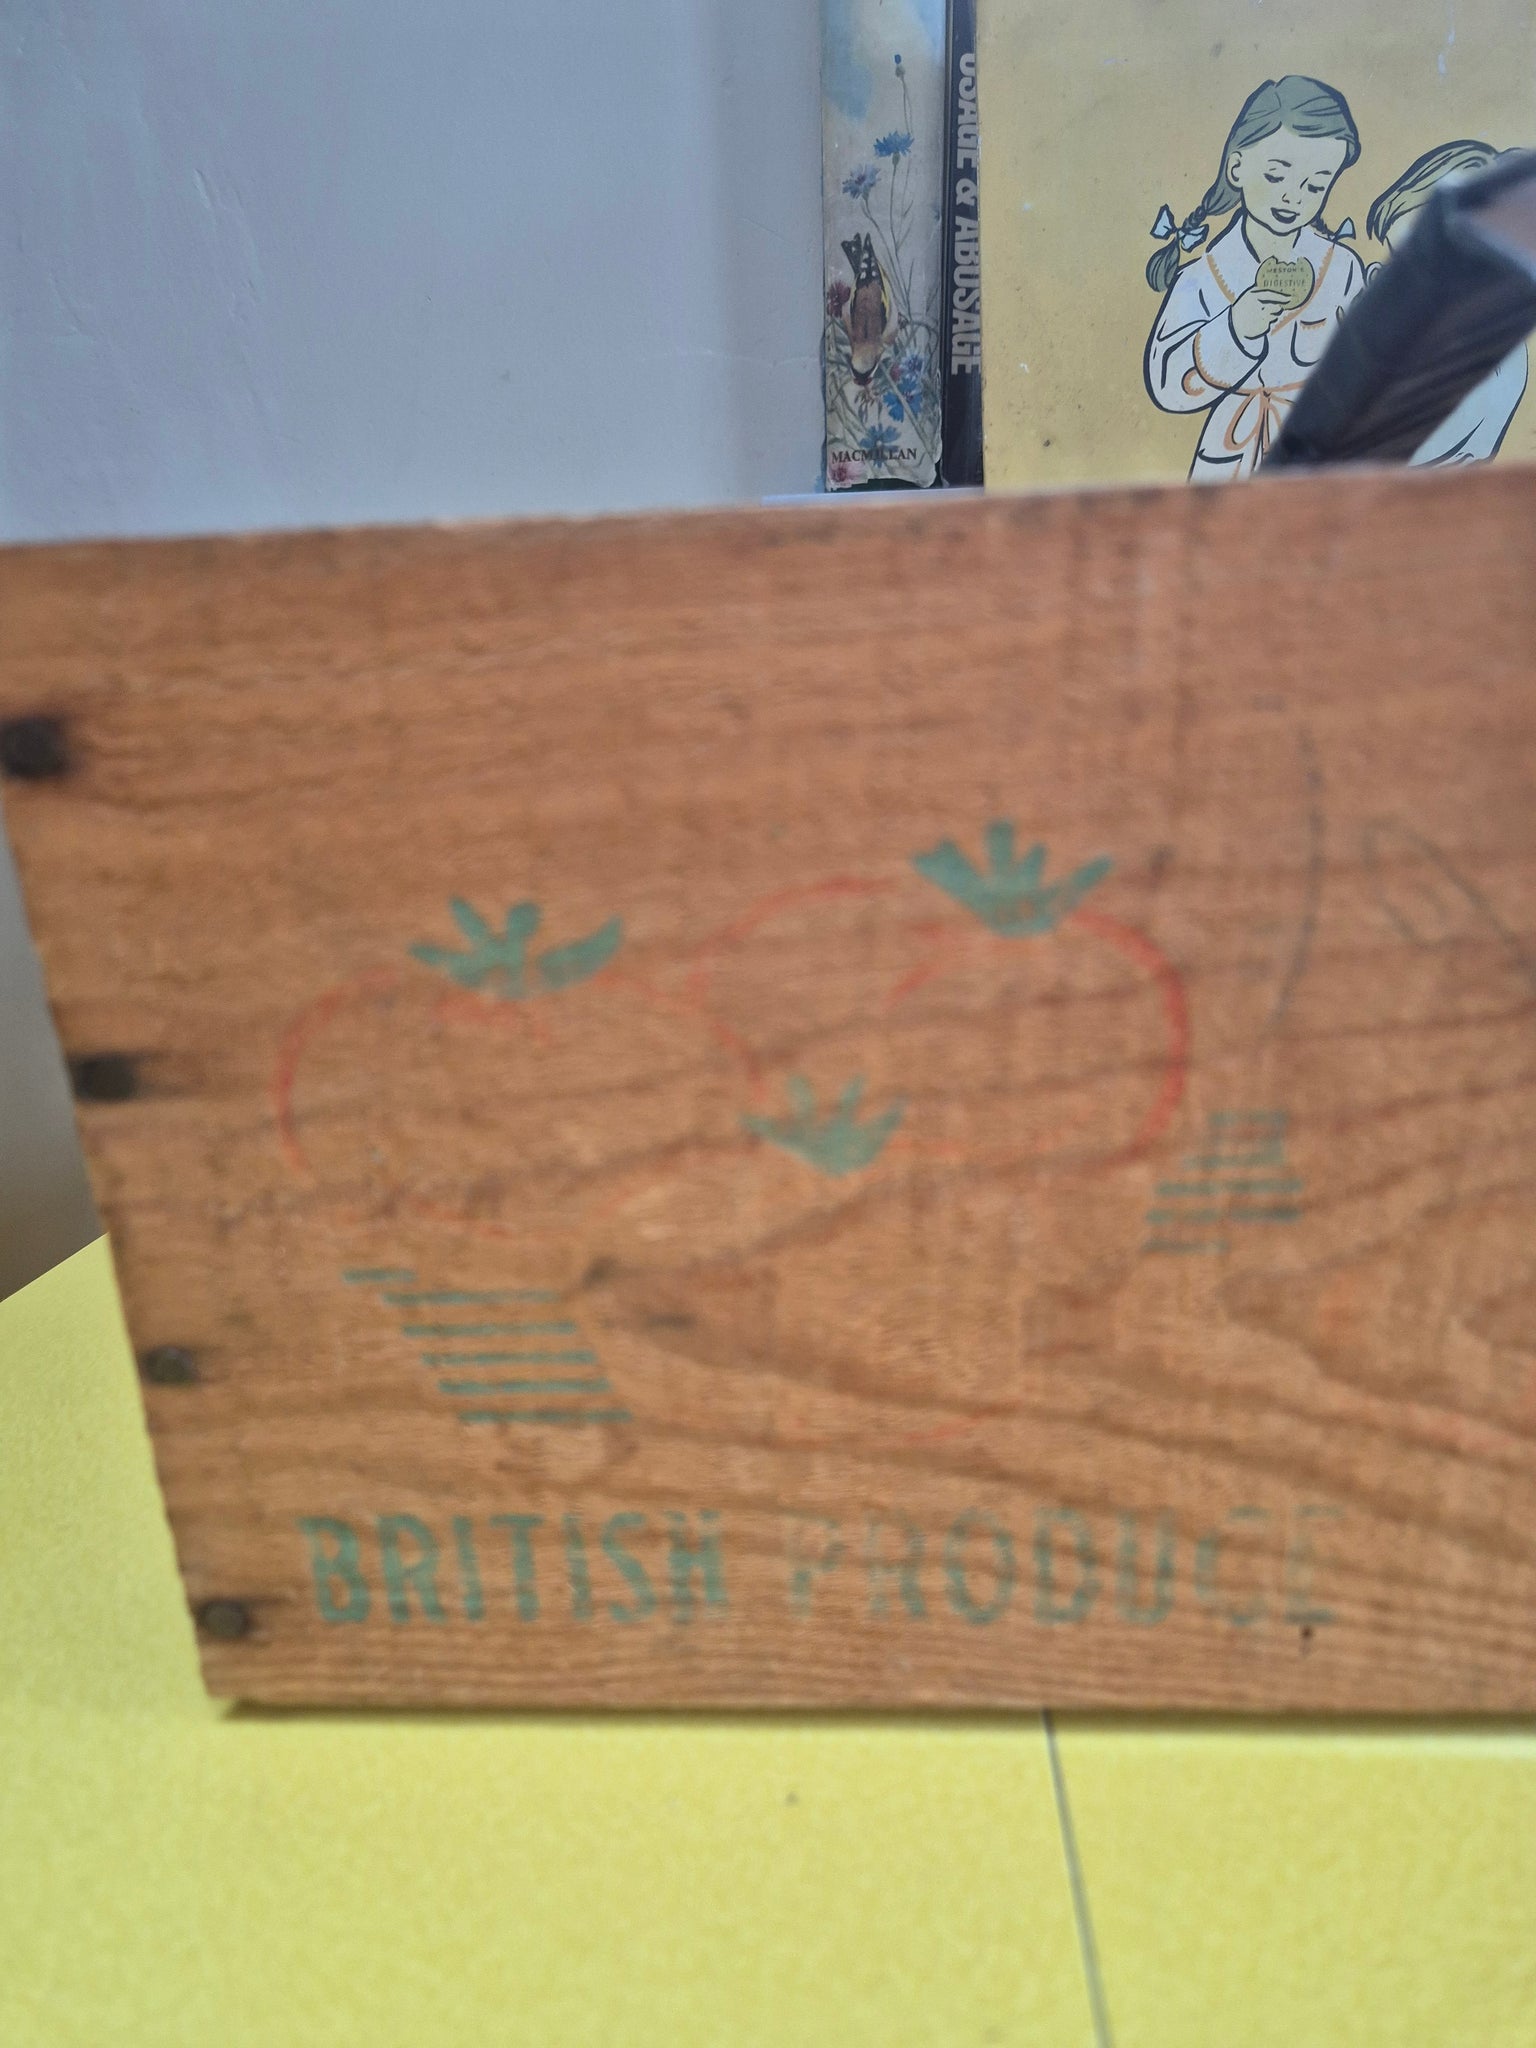 USAGE & ABUSAGE
MACMILLAN
WESTON'S
DIGESTIVE
BRITISH PRODUCE